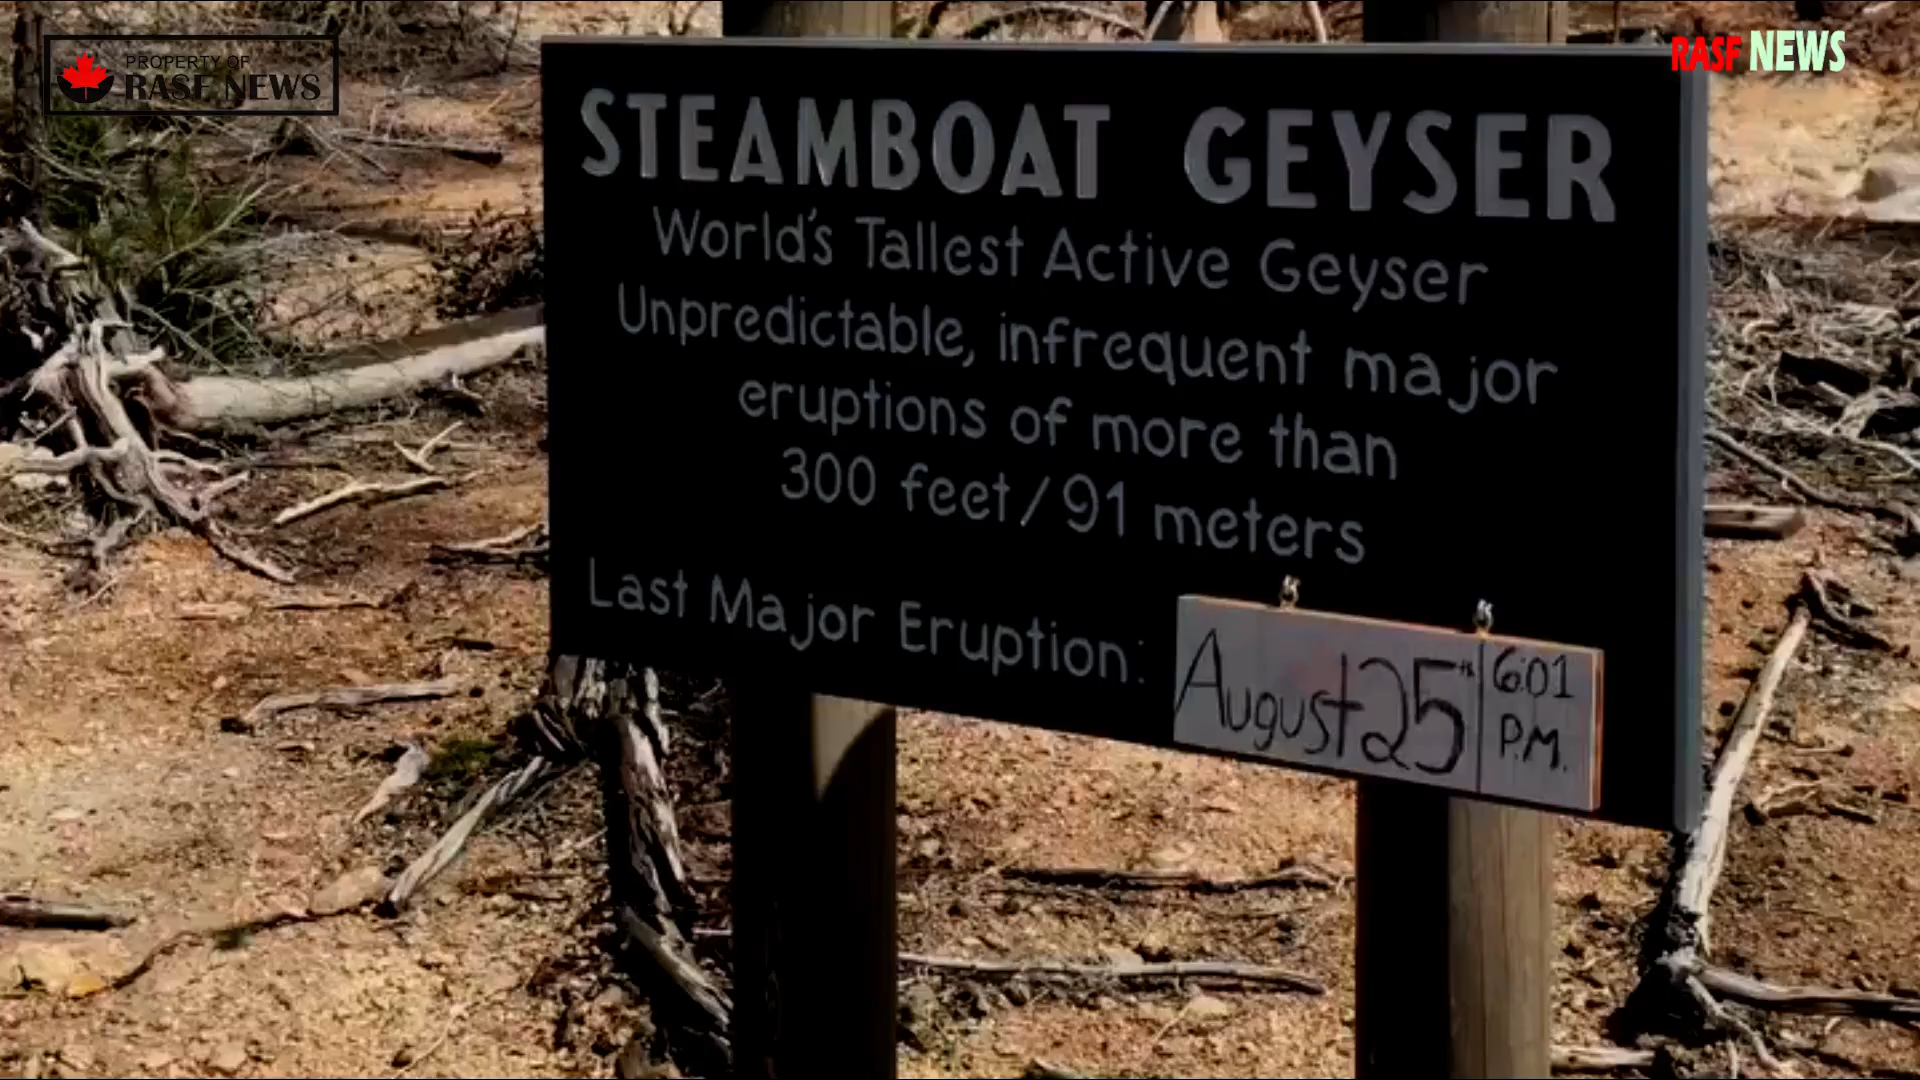 PROPERTY OF
RASF NEWS
RASF NEWS
STEAMBOAT GEYSER
World's Tallest Active Geyser
Unpredictable, infrequent major
eruptions of more than
300 feet/91 meters
Last Major Eruption: August 25th 6:01
P.M.